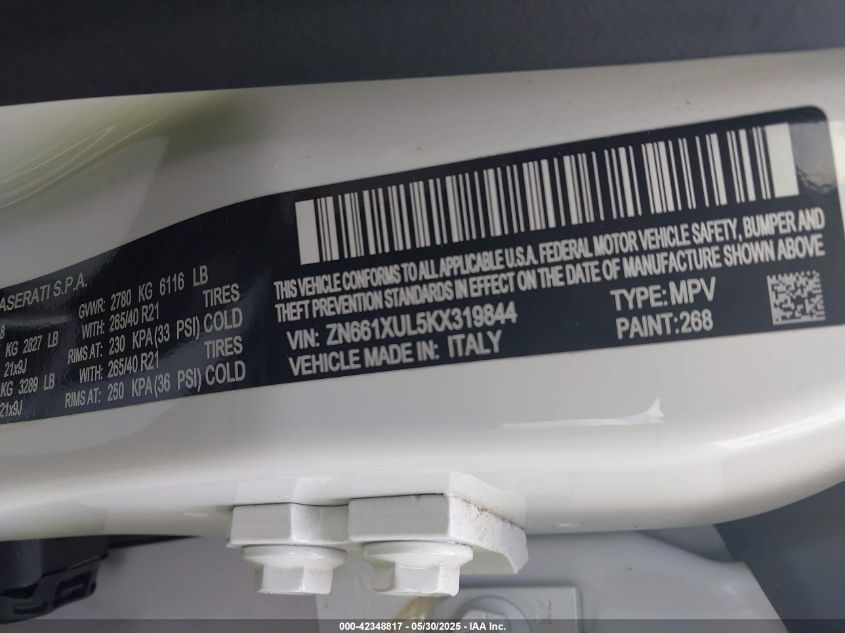 ASERATI S.P.A.
8 GVWR: 2780 KG 6116 LB
KG 2827 LB WITH: 265/40 R21 TIRES
21x9J RIMS AT: 230 KPA (33 PSI) COLD
KG 3289 LB WITH: 265/40 R21 TIRES
21x9J RIMS AT: 250 KPA (36 PSI) COLD
THIS VEHICLE CONFORMS TO ALL APPLICABLE U.S.A. FEDERAL MOTOR VEHICLE SAFETY, BUMPER AND
THEFT PREVENTION STANDARDS IN EFFECT ON THE DATE OF MANUFACTURE SHOWN ABOVE
VIN: ZN661XUL5KX319844 TYPE: MPV
VEHICLE MADE IN: ITALY PAINT: 268
000-42348817 - 05/30/2025 - IAA Inc.